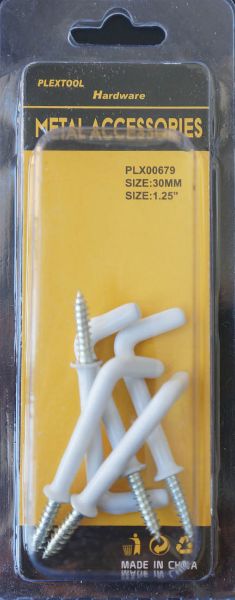 PLEXTOOL
Hardware
METAL ACCESSORIES
PLX00679
SIZE:30MM
SIZE:1.25"
MADE IN CHINA